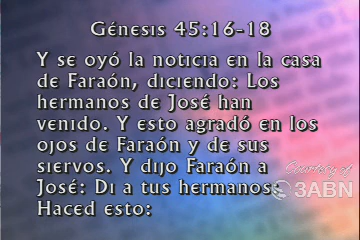 Génesis 45:16-18
Y se oyó la noticia en la casa
de Faraón, diciendo: Los
hermanos de José han
venido. Y esto agradó en los
ojos de Faraón y de sus
siervos. Y dijo Faraón a
José: Di a tus hermanos:
Haced esto:
Courtesy of
3ABN